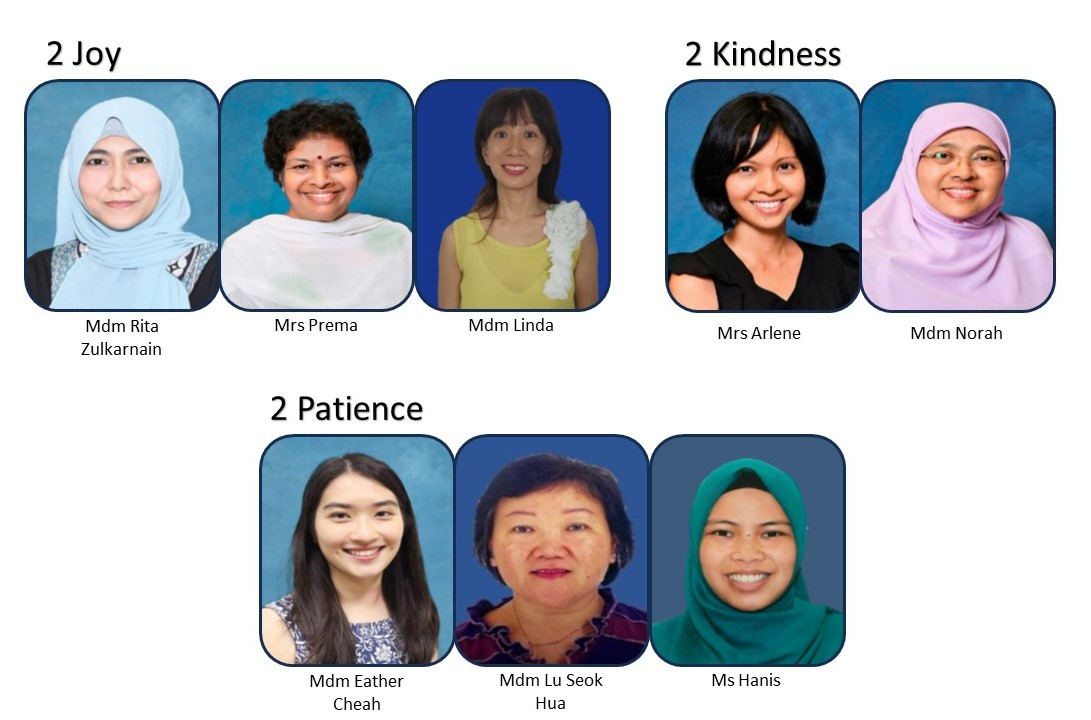 2 Joy
2 Kindness
Mdm Rita
Zulkarnain
Mrs Prema
Mdm Linda
Mrs Arlene
Mdm Norah
2 Patience
Mdm Eather
Cheah
Mdm Lu Seok
Hua
Ms Hanis